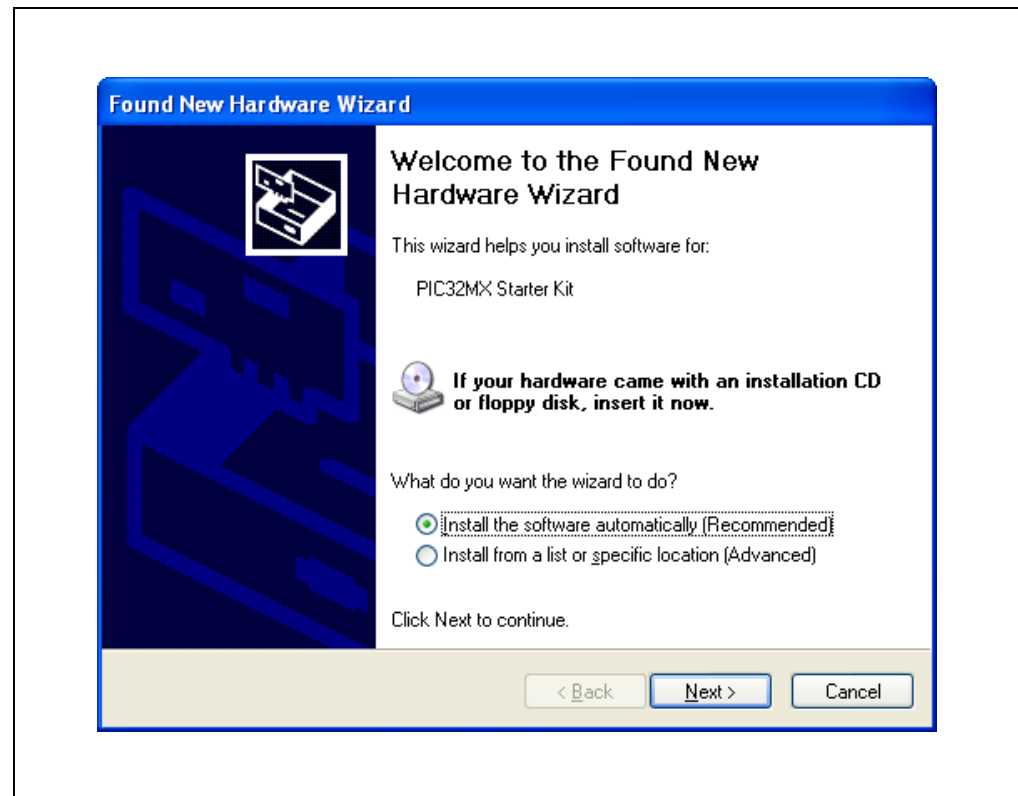 Found New Hardware Wizard
Welcome to the Found New
Hardware Wizard
This wizard helps you install software for:
PIC32MX Starter Kit
If your hardware came with an installation CD
or floppy disk, insert it now.
What do you want the wizard to do?
Install the software automatically (Recommended)
Install from a list or specific location (Advanced)
Click Next to continue.
< Back Next > Cancel